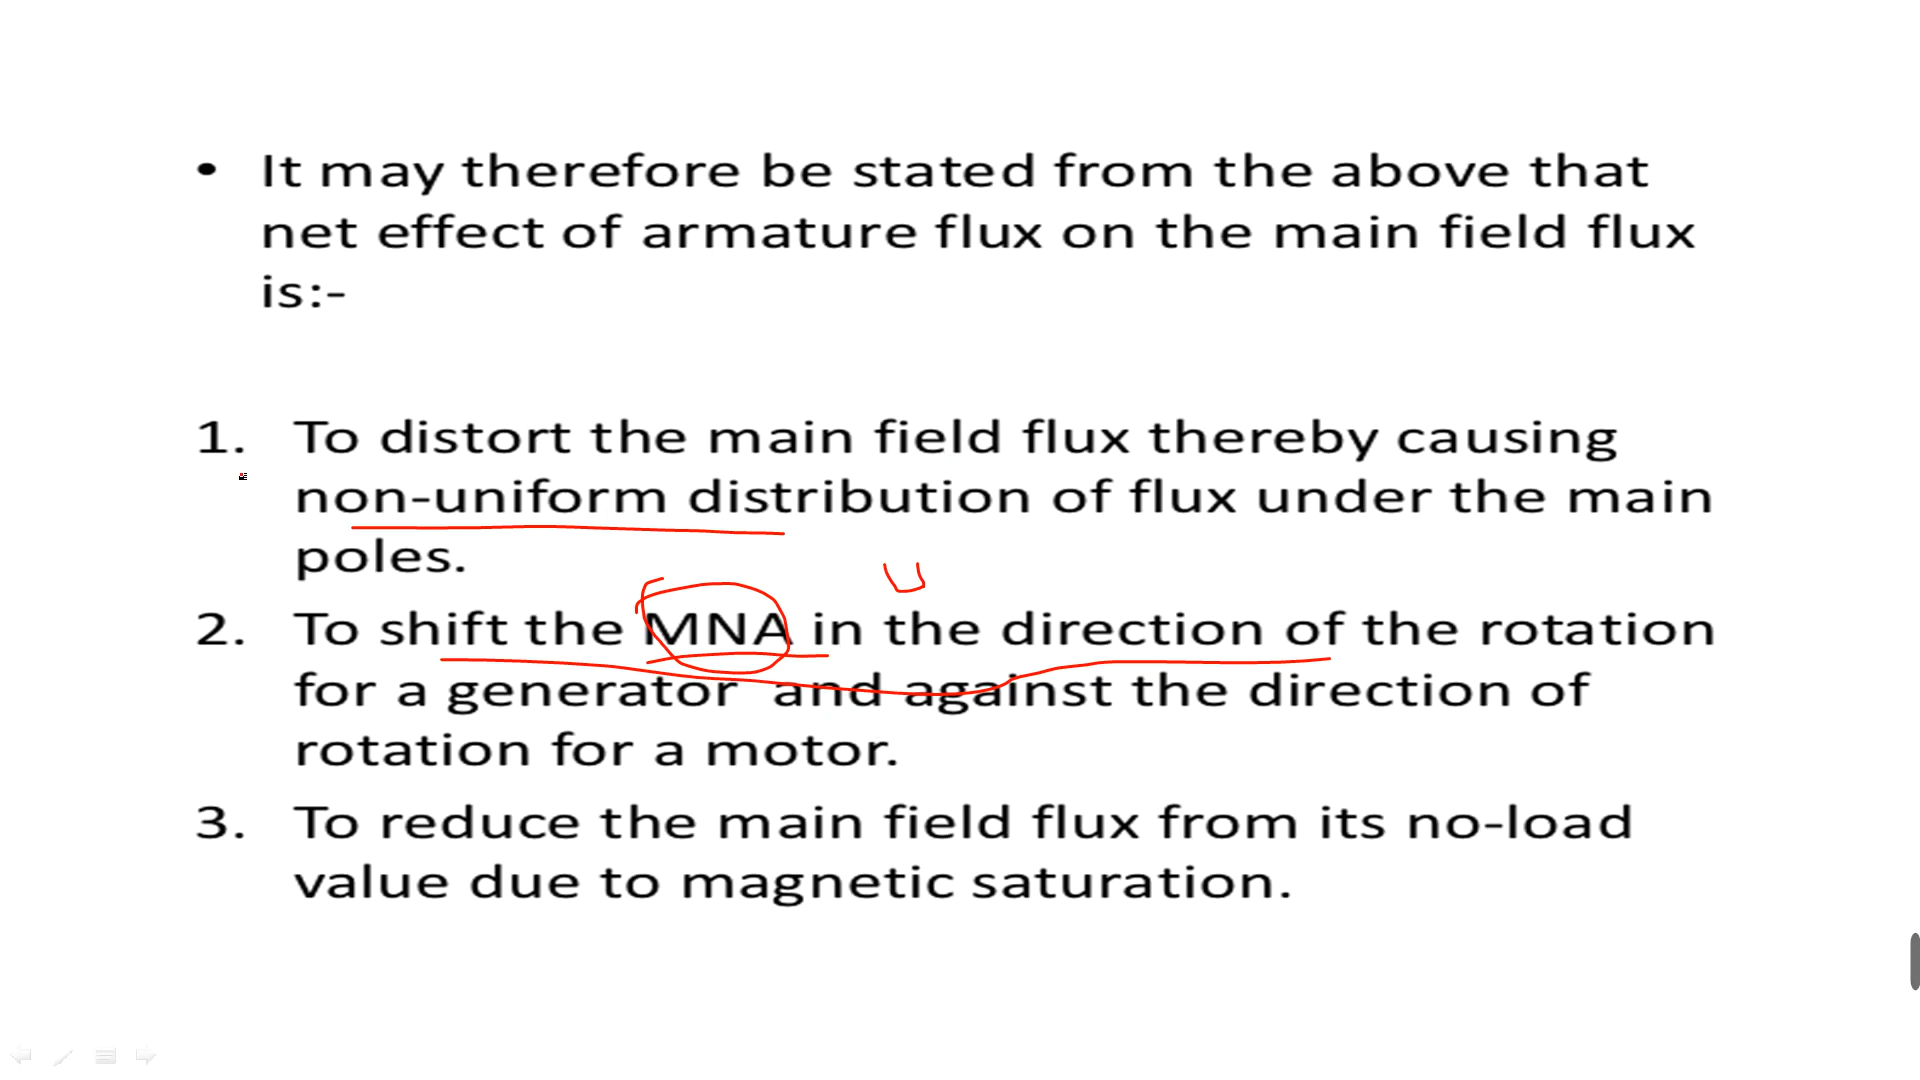 • It may therefore be stated from the above that
net effect of armature flux on the main field flux
is:-
1. To distort the main field flux thereby causing
non-uniform distribution of flux under the main
poles.
2. To shift the MNA in the direction of the rotation
for a generator and against the direction of
rotation for a motor.
3. To reduce the main field flux from its no-load
value due to magnetic saturation.